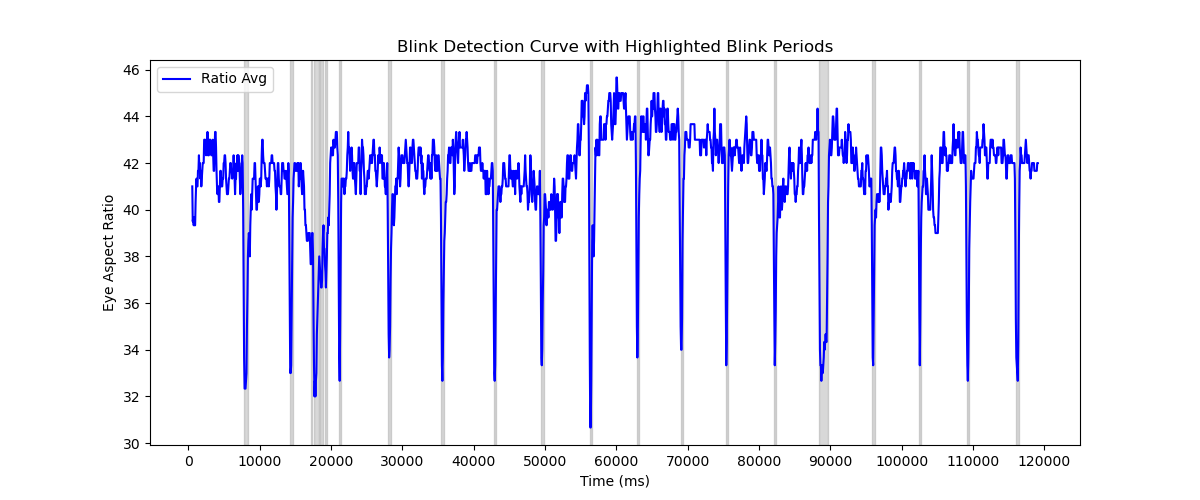 Blink Detection Curve with Highlighted Blink Periods
Ratio Avg
Eye Aspect Ratio
46
44
42
40
38
36
34
32
30
0 10000 20000 30000 40000 50000 60000 70000 80000 90000 100000 110000 120000
Time (ms)